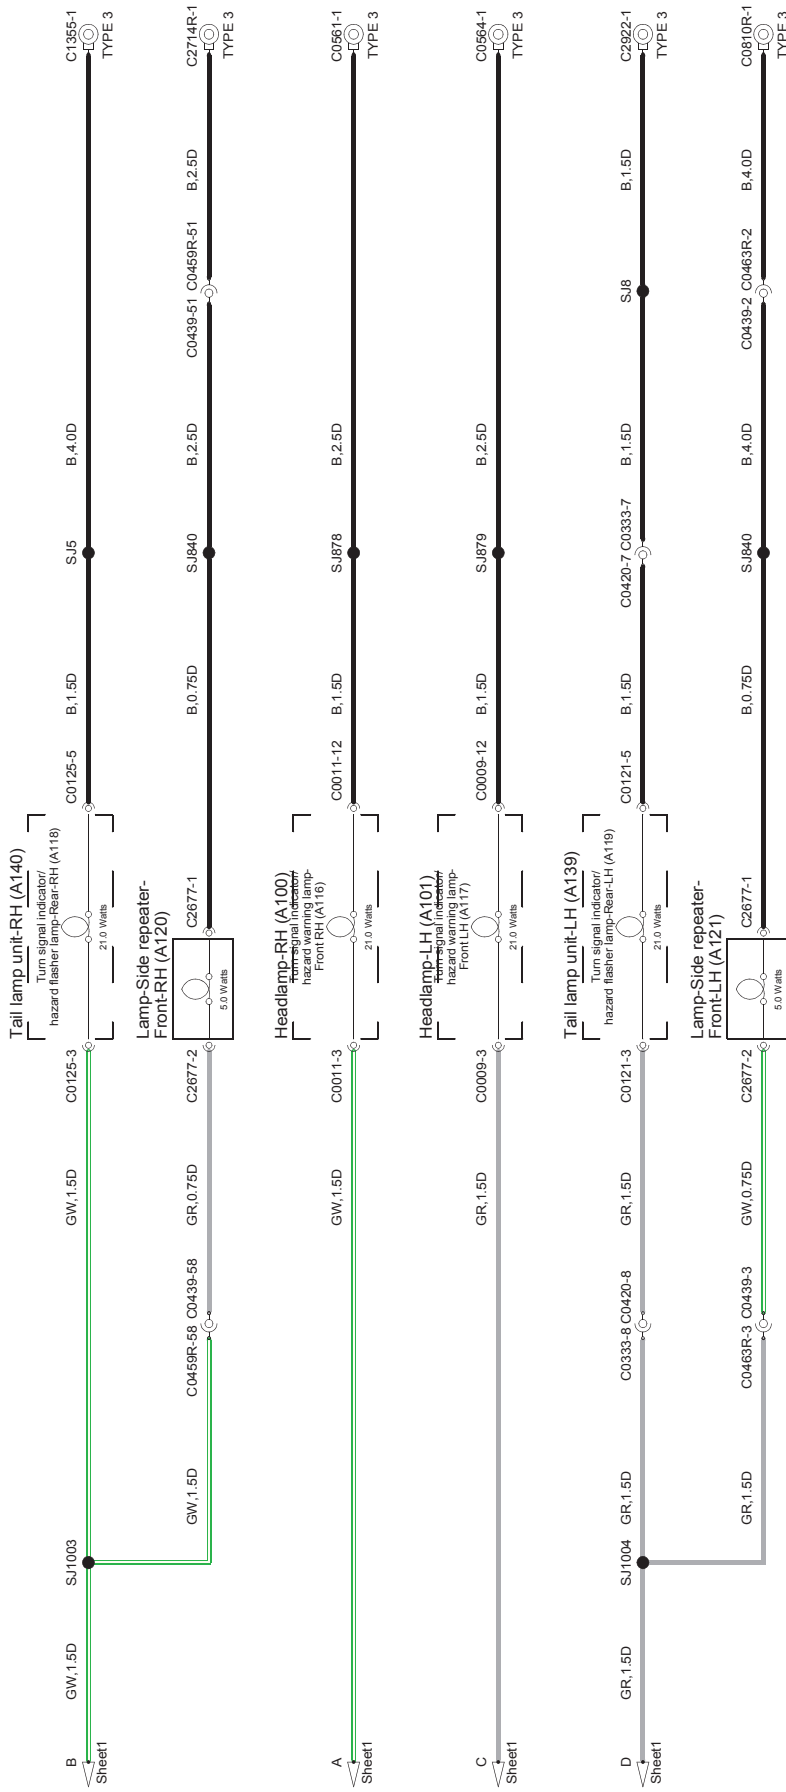 B
Sheet1
GW,1.5D
SJ1003
GW,1.5D
C0125-3
Tail lamp unit-RH (A140)
Turn signal indicator/
hazard flasher lamp-Rear-RH (A118)
21.0 Watts
C0125-5
B,1.5D
SJ5
B,4.0D
C1355-1
TYPE 3
GW,1.5D
C0459R-58
C0439-58
GR,0.75D
C2677-2
Lamp-Side repeater-
Front-RH (A120)
5.0 Watts
C2677-1
B,0.75D
SJ840
B,2.5D
C0439-51
C0459R-51
B,2.5D
C2714R-1
TYPE 3
A
Sheet1
GW,1.5D
C0011-3
Headlamp-RH (A100)
Turn signal indicator/
hazard warning lamp-
Front RH (A116)
21.0 Watts
C0011-12
B,1.5D
SJ878
B,2.5D
C0561-1
TYPE 3
C
Sheet1
GR,1.5D
C0009-3
Headlamp-LH (A101)
Turn signal indicator/
hazard warning lamp-
Front LH (A117)
21.0 Watts
C0009-12
B,1.5D
SJ879
B,2.5D
C0564-1
TYPE 3
D
Sheet1
GR,1.5D
SJ1004
GR,1.5D
C0333-8
C0420-8
GR,1.5D
C0121-3
Tail lamp unit-LH (A139)
Turn signal indicator/
hazard flasher lamp-Rear-LH (A119)
21.0 Watts
C0121-5
B,1.5D
C0420-7
C0333-7
B,1.5D
SJ8
B,1.5D
C2922-1
TYPE 3
GR,1.5D
C0463R-3
C0439-3
GW,0.75D
C2677-2
Lamp-Side repeater-
Front-LH (A121)
5.0 Watts
C2677-1
B,0.75D
SJ840
B,4.0D
C0439-2
C0463R-2
B,4.0D
C0810R-1
TYPE 3